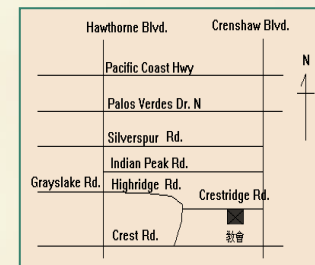 Hawthorne Blvd.
Crenshaw Blvd.
N
Pacific Coast Hwy
Palos Verdes Dr. N
Silverspur Rd.
Indian Peak Rd.
Grayslake Rd.
Highridge Rd.
Crestridge Rd.
教會
Crest Rd.